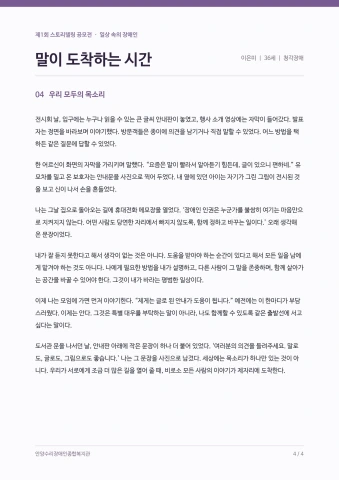 제1회 스토리텔링 공모전 · 일상 속의 장애인
말이 도착하는 시간
이은비 | 36세 | 청각장애
04 우리 모두의 목소리
전시회 날, 입구에는 누구나 읽을 수 있는 큰 글씨 안내판이 놓였고, 행사 소개 영상에는 자막이 들어갔다. 발표
자는 정면을 바라보며 이야기했다. 방문객들은 종이에 의견을 남기거나 직접 말할 수 있었다. 어느 방법을 택
하든 같은 질문에 답할 수 있었다.
한 어르신이 화면의 자막을 가리키며 말했다. “요즘은 말이 빨라서 알아듣기 힘든데, 글이 있으니 편하네.” 유
모차를 밀고 온 보호자는 안내문을 사진으로 찍어 두었다. 내 옆에 있던 아이는 자기가 그린 그림이 전시된 것
을 보고 신이 나서 손을 흔들었다.
나는 그날 집으로 돌아오는 길에 휴대전화 메모장을 열었다. ‘장애인 인권은 누군가를 불쌍히 여기는 마음만으
로 지켜지지 않는다. 어떤 사람도 당연한 자리에서 빠지지 않도록, 함께 정하고 바꾸는 일이다.’ 오래 생각해
온 문장이었다.
내가 잘 듣지 못한다고 해서 생각이 없는 것은 아니다. 도움을 받아야 하는 순간이 있다고 해서 모든 일을 남에
게 맡겨야 하는 것도 아니다. 나에게 필요한 방법을 내가 설명하고, 다른 사람이 그 말을 존중하며, 함께 살아가
는 공간을 바꿀 수 있어야 한다. 그것이 내가 바라는 평범한 일상이다.
이제 나는 모임에 가면 먼저 이야기한다. “제게는 글로 된 안내가 도움이 됩니다.” 예전에는 이 한마디가 부담
스러웠다. 이제는 안다. 그것은 특별 대우를 부탁하는 말이 아니라, 나도 함께할 수 있도록 같은 출발선에 서고
싶다는 말이다.
도서관 문을 나서던 날, 안내판 아래에 적은 문장이 하나 더 붙어 있었다. ‘여러분의 의견을 들려주세요. 말로
도, 글로도, 그림으로도 좋습니다.’ 나는 그 문장을 사진으로 남겼다. 세상에는 목소리가 하나만 있는 것이 아
니다. 우리가 서로에게 조금 더 많은 길을 열어 줄 때, 비로소 모든 사람의 이야기가 제자리에 도착한다.
4 / 4